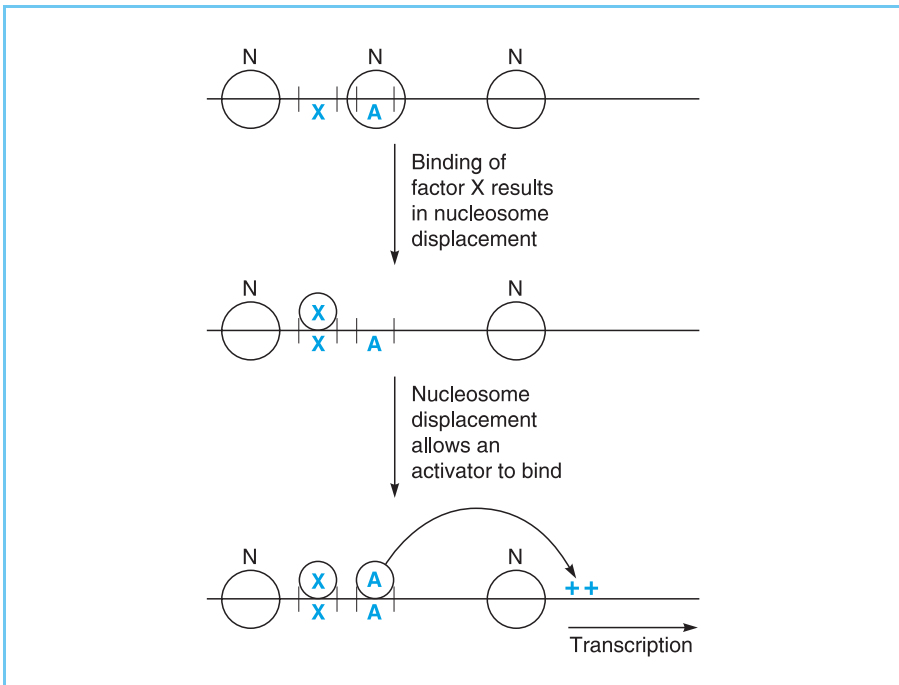 N N N
X A
Binding of
factor X results
in nucleosome
displacement
N N
X
X A
Nucleosome
displacement
allows an
activator to bind
N N
X A
++
X A
Transcription